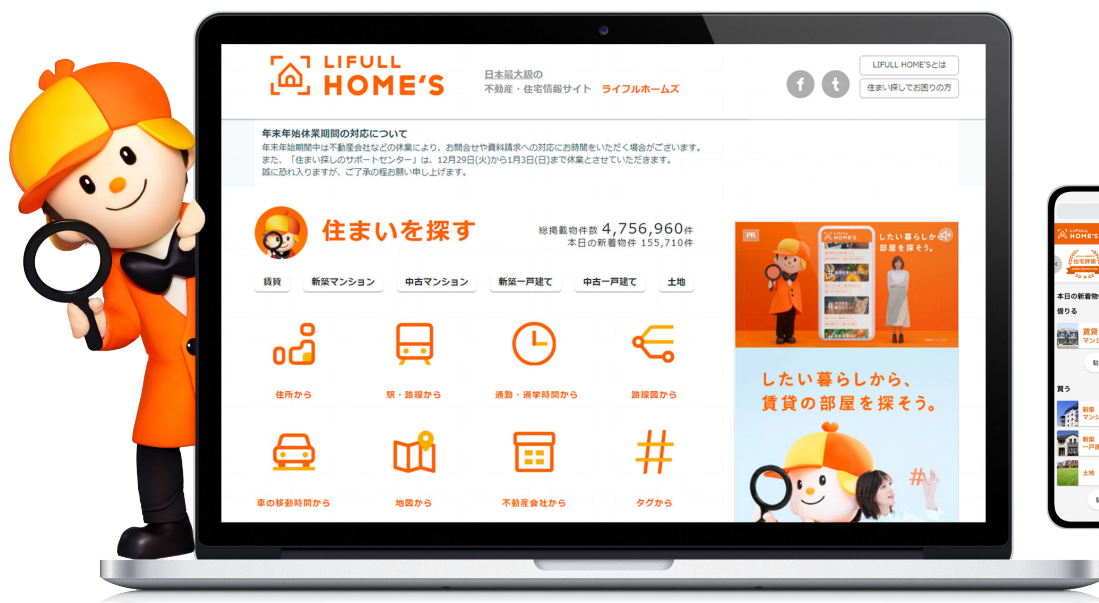 LIFULL
HOME'S
日本最大級の
不動産・住宅情報サイト ライフルホームズ
f t
LIFULL HOME'Sとは
住まい探しでお困りの方
年末年始休業期間の対応について
年末年始期間中は不動産会社などの休業により、お問合せや資料請求への対応にお時間をいただく場合がございます。
また、「住まい探しのサポートセンター」は、12月29日(火)から1月3日(日)まで休業とさせていただきます。
誠に恐れ入りますが、ご了承の程お願い申し上げます。
住まいを探す
総掲載物件数 4,756,960件
本日の新着物件 155,710件
賃貸 新築マンション 中古マンション 新築一戸建て 中古一戸建て 土地
住所から 駅・路線から 通勤・通学時間から 路線図から
車の移動時間から 地図から 不動産会社から タグから
PR
LIFULL
HOME'S
したい暮らしから
部屋を探そう。
したい暮らしから、
賃貸の部屋を探そう。
#
LIFULL
HOME'S
住宅評価
本日の新着物
借りる
賃貸
マン
買う
新築
マン
新築
一戸
土地